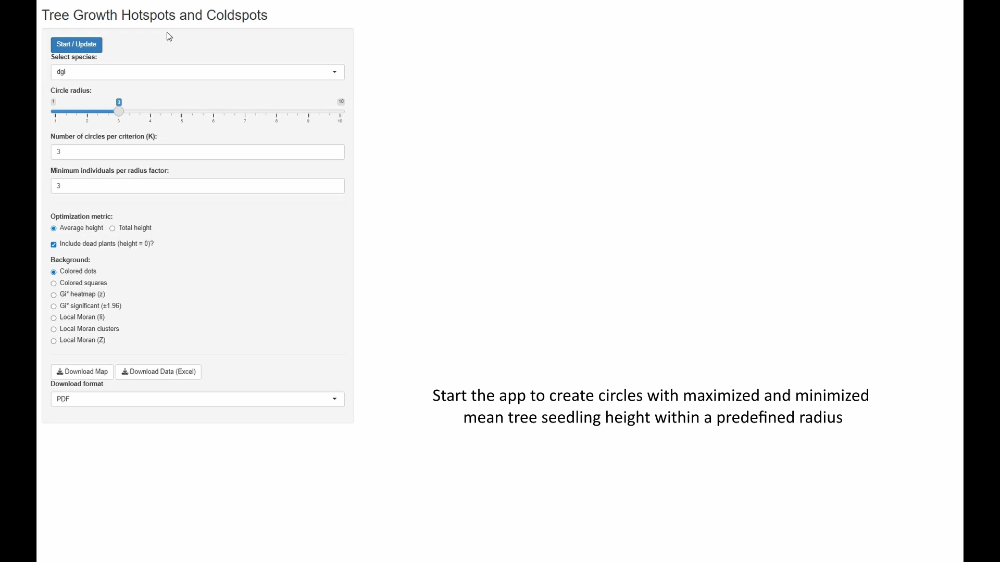 Tree Growth Hotspots and Coldspots
Start / Update
Select species:
dgl
Circle radius:
1 3 10
1 2 3 4 5 6 7 8 9 10
Number of circles per criterion (K):
3
Minimum individuals per radius factor:
3
Optimization metric:
Average height Total height
Include dead plants (height = 0)?
Background:
Colored dots
Colored squares
Gi* heatmap (z)
Gi* significant (±1.96)
Local Moran (Ii)
Local Moran clusters
Local Moran (Z)
Download Map Download Data (Excel)
Download format
PDF
Start the app to create circles with maximized and minimized
mean tree seedling height within a predefined radius